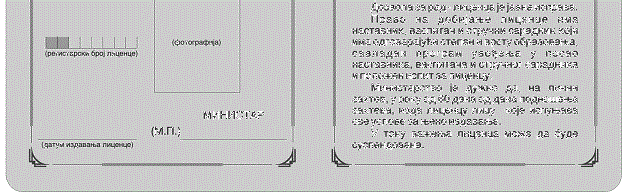 Дозвола за рад - лиценца је јавна исправа.
Право на добијање лиценце има
наставник, васпитач и стручни сарадник који
има одговарајући степен и врсту образовања,
савладан програм увођења у посао
наставника, васпитача и стручног сарадника
и положен испит за лиценцу.
Министарство је дужно да, на лични
захтев, у року од 60 дана од дана подношења
захтева, изда лиценцу лицу које испуњава
све услове за њено издавање.
У току важења лиценца може да буде
суспендована.
(регистарски број лиценце)
(фотографија)
МИНИСТАР
(М.П.)
(датум издавања лиценце)